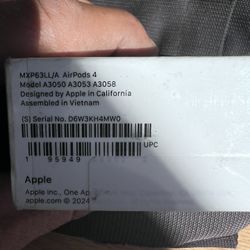 MXP63LL/A AirPods 4
Model A3050 A3053 A3058
Designed by Apple in California
Assembled in Vietnam
(S) Serial No. D6W3KH4MW0
UPC
1 95949
Apple
Apple Inc., One Ap
apple.com © 2024